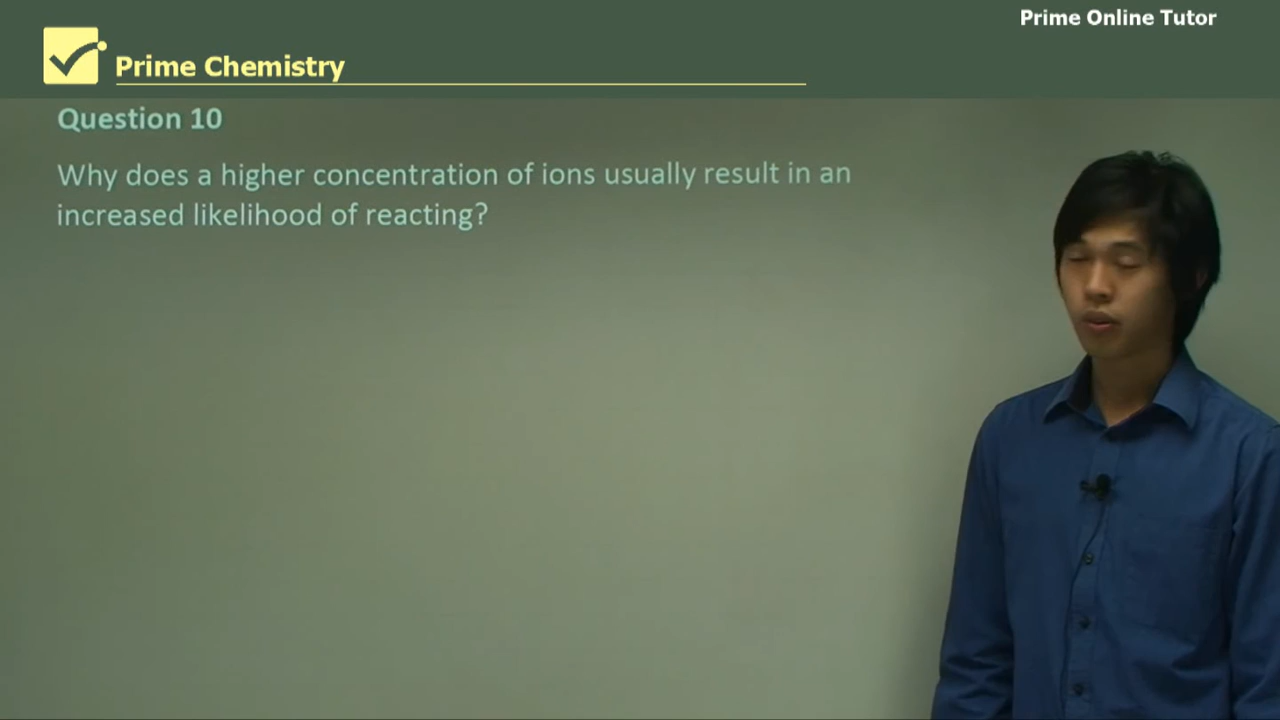 Prime Online Tutor
Prime Chemistry
Question 10
Why does a higher concentration of ions usually result in an
increased likelihood of reacting?